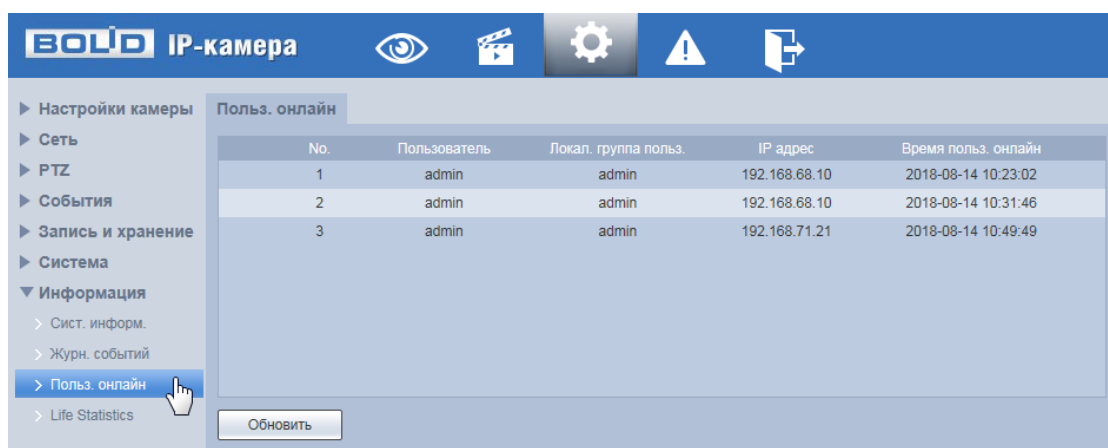 BOLID IP-камера
Настройки камеры
Сеть
PTZ
События
Запись и хранение
Система
Информация
Сист. информ.
Журн. событий
Польз. онлайн
Life Statistics
Польз. онлайн
No. Пользователь Локал. группа польз. IP адрес Время польз. онлайн
1 admin admin 192.168.68.10 2018-08-14 10:23:02
2 admin admin 192.168.68.10 2018-08-14 10:31:46
3 admin admin 192.168.71.21 2018-08-14 10:49:49
Обновить